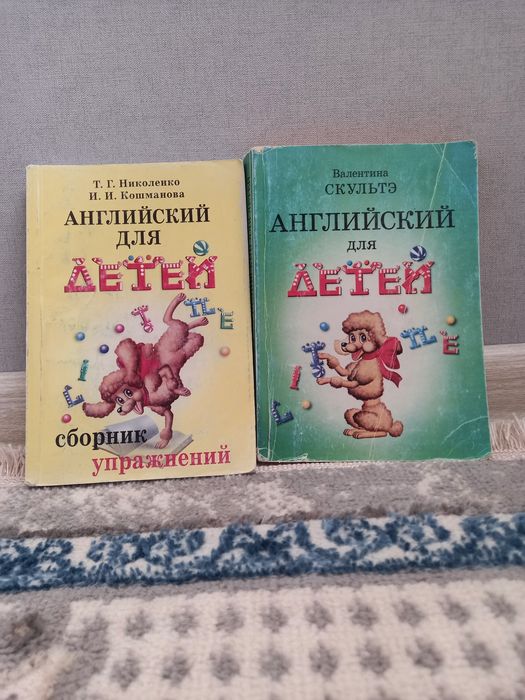 Т. Г. Николенко
И. И. Кошманова
АНГЛИЙСКИЙ
ДЛЯ
ДЕТЕЙ
L I T T L E
сборник
упражнений
Валентина
СКУЛЬТЭ
АНГЛИЙСКИЙ
ДЛЯ
ДЕТЕЙ
L I T T L E